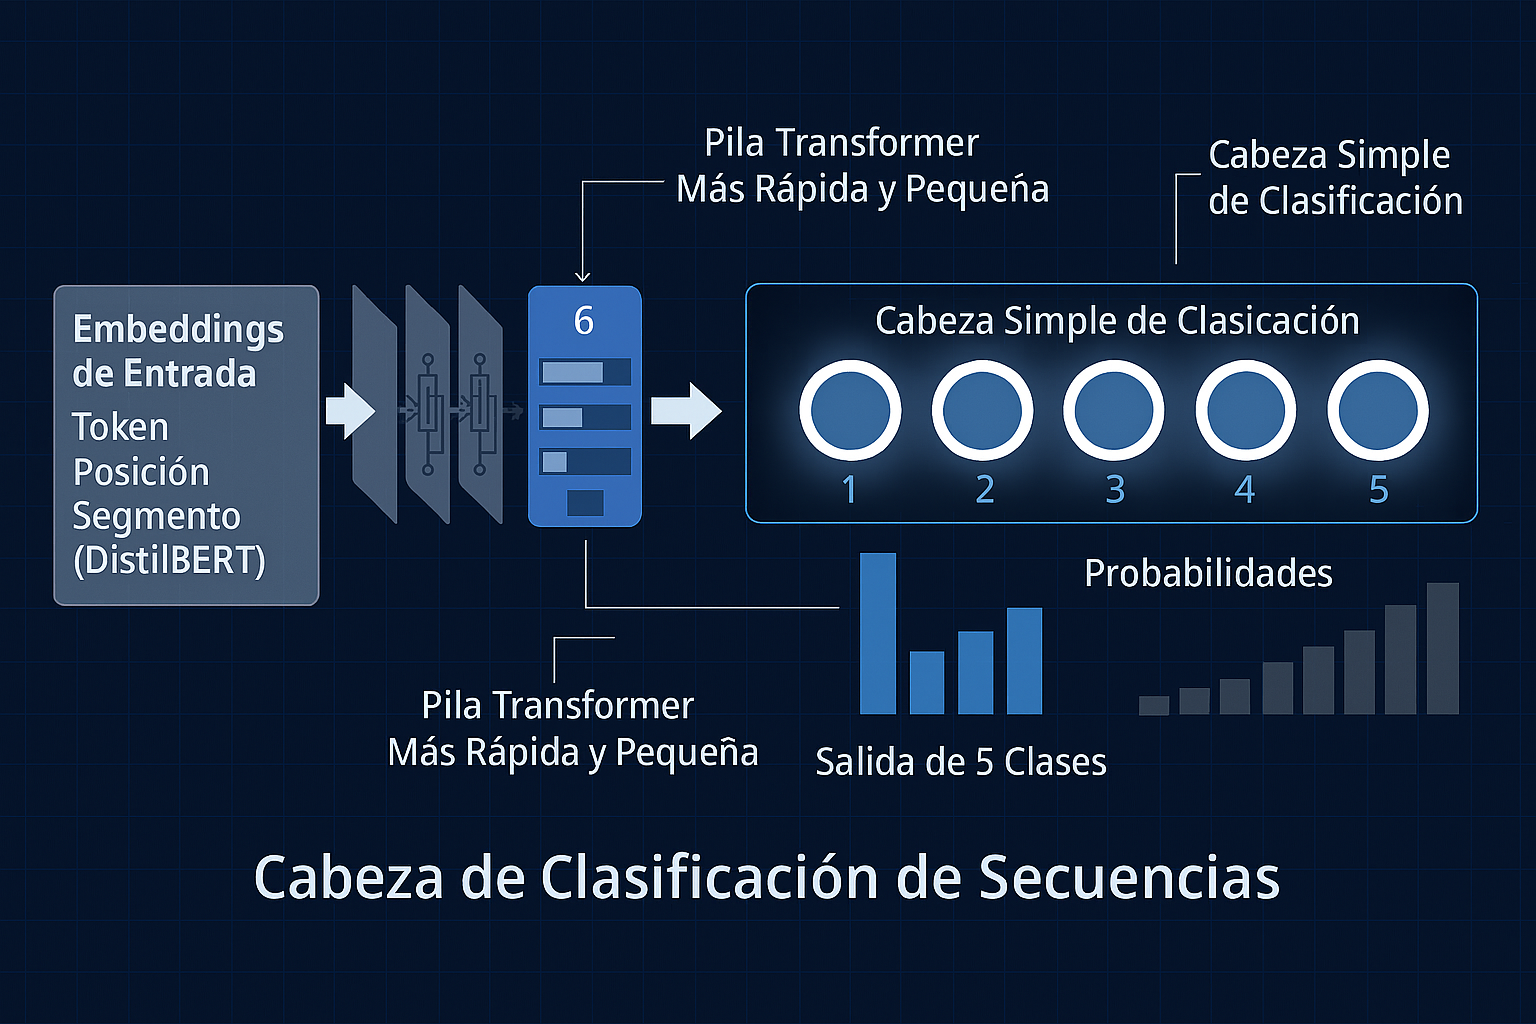 Pila Transformer
Más Rápida y Pequeńa
Cabeza Simple
de Clasificación
Embeddings
de Entrada
Token
Posición
Segmento
(DistilBERT)
6
Cabeza Simple de Clasicación
1 2 3 4 5
Probabilidades
Pila Transformer
Más Rápida y Pequeña
Salida de 5 Clases
Cabeza de Clasificación de Secuencias